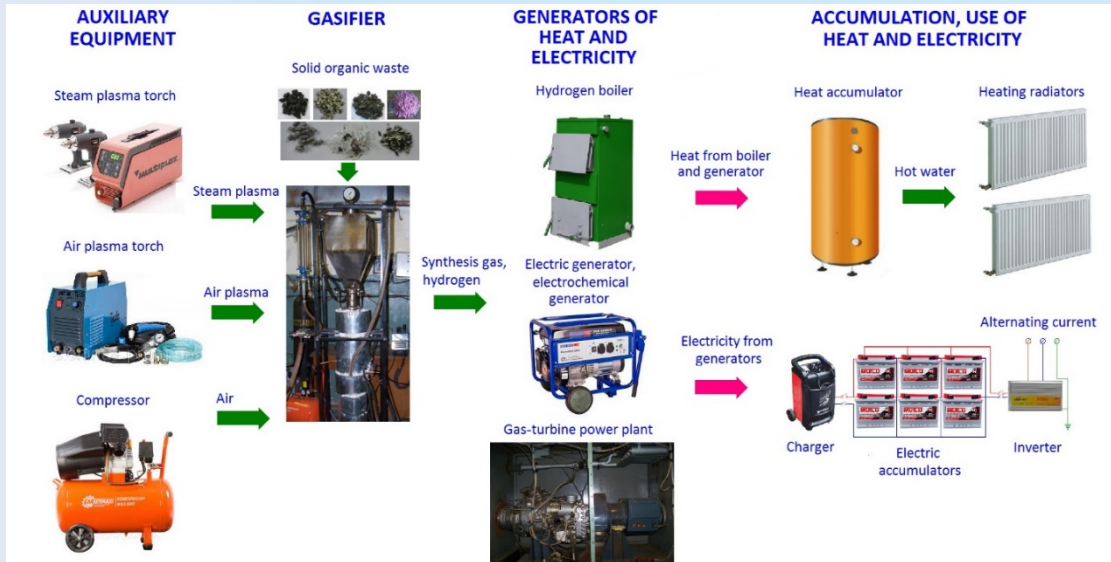 AUXILIARY
EQUIPMENT
Steam plasma torch
Steam plasma
Air plasma torch
Air plasma
Compressor
Air
GASIFIER
Solid organic waste
Synthesis gas,
hydrogen
GENERATORS OF
HEAT AND
ELECTRICITY
Hydrogen boiler
Electric generator,
electrochemical
generator
Gas-turbine power plant
Heat from boiler
and generator
Electricity from
generators
ACCUMULATION, USE OF
HEAT AND ELECTRICITY
Heat accumulator
Hot water
Heating radiators
Alternating current
Charger
Electric
accumulators
Inverter